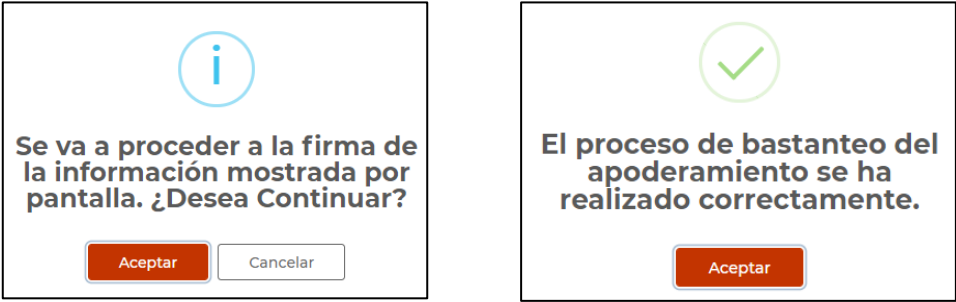 Se va a proceder a la firma de
la información mostrada por
pantalla. ¿Desea Continuar?
Aceptar
Cancelar
El proceso de bastanteo del
apoderamiento se ha
realizado correctamente.
Aceptar